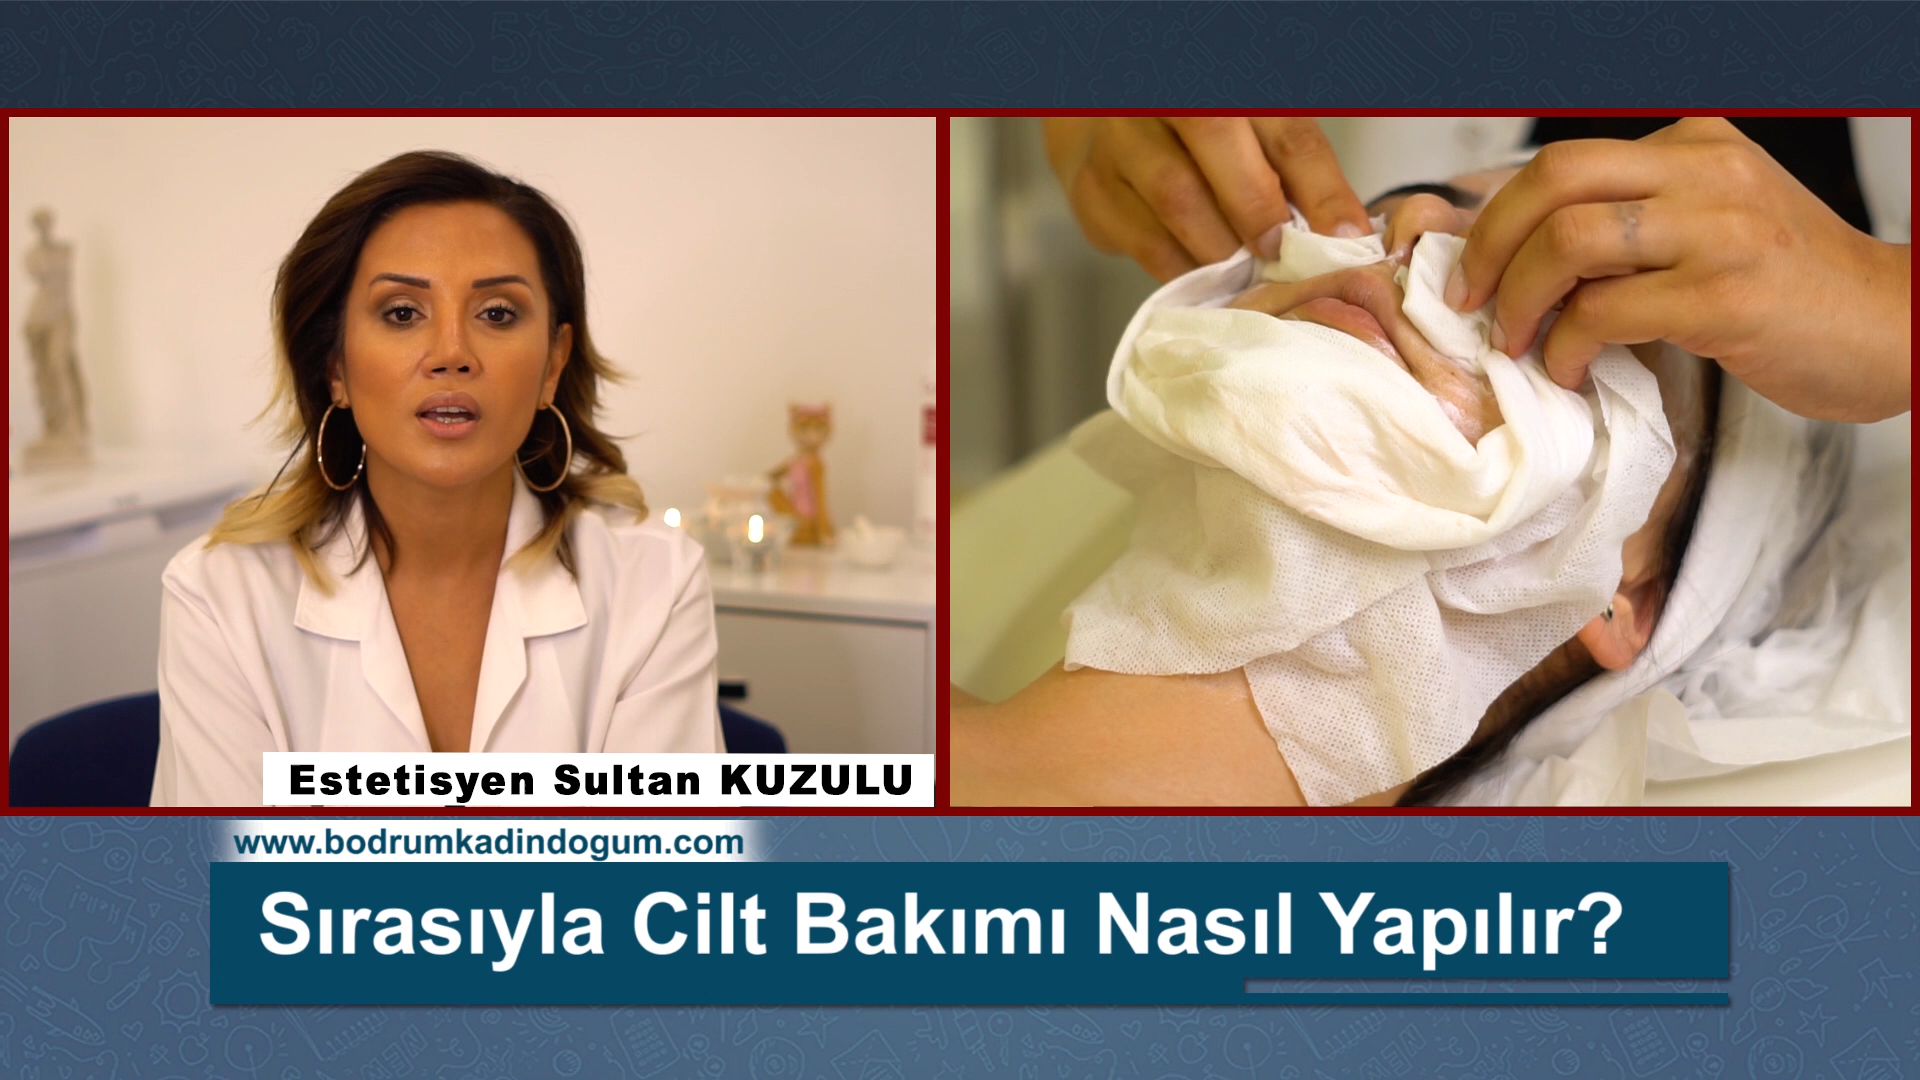 Estetisyen Sultan KUZULU
www.bodrumkadindogum.com
Sırasıyla Cilt Bakımı Nasıl Yapılır?